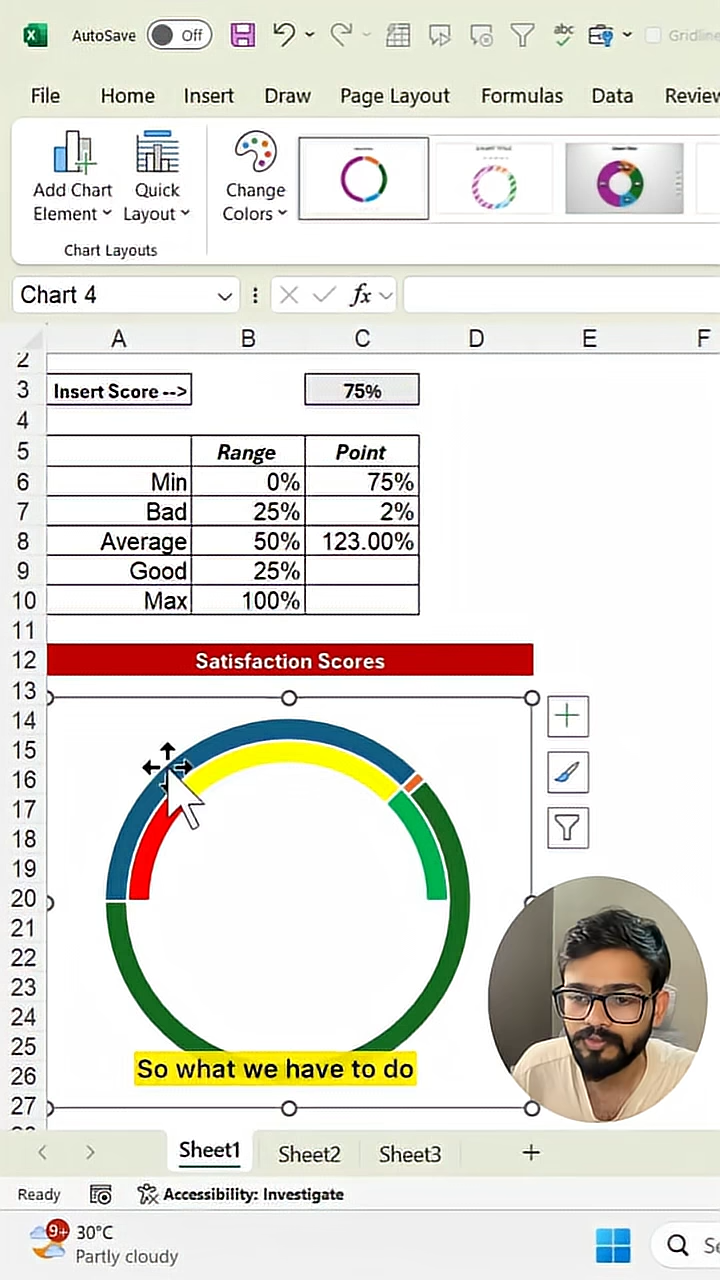 AutoSave Off abc Gridline
File Home Insert Draw Page Layout Formulas Data Review
Add Chart Element Quick Layout Change Colors
Chart Layouts
Chart 4 fx
A B C D E F
2
3 Insert Score --> 75%
4
5 Range Point
6 Min 0% 75%
7 Bad 25% 2%
8 Average 50% 123.00%
9 Good 25%
10 Max 100%
11
12 Satisfaction Scores
13
14
15
16
17
18
19
20
21
22
23
24
25
26
27
So what we have to do
Sheet1 Sheet2 Sheet3 +
Ready Accessibility: Investigate
9+ 30°C
Partly cloudy
Se